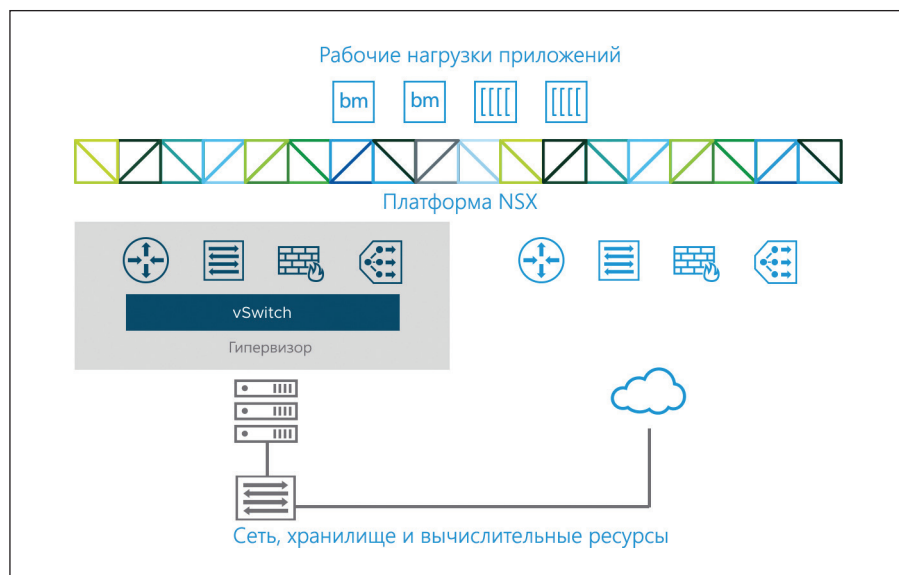 Рабочие нагрузки приложений
bm bm
Платформа NSX
vSwitch
Гипервизор
Сеть, хранилище и вычислительные ресурсы